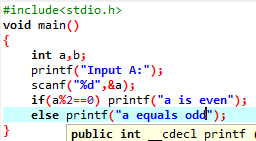 #include<stdio.h>
void main()
{
int a,b;
printf("Input A:");
scanf("%d",&a);
if(a%2==0) printf("a is even");
else printf("a equals odd");
}
public int __cdecl printf (